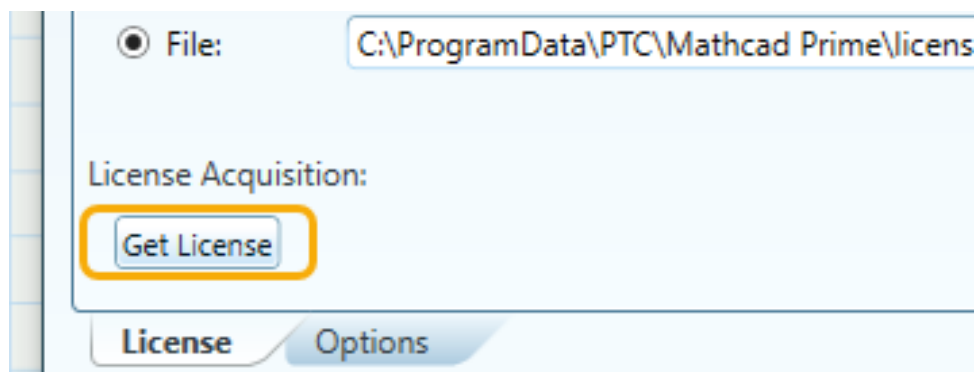 File: C:\ProgramData\PTC\Mathcad Prime\licens
License Acquisition:
Get License
License Options